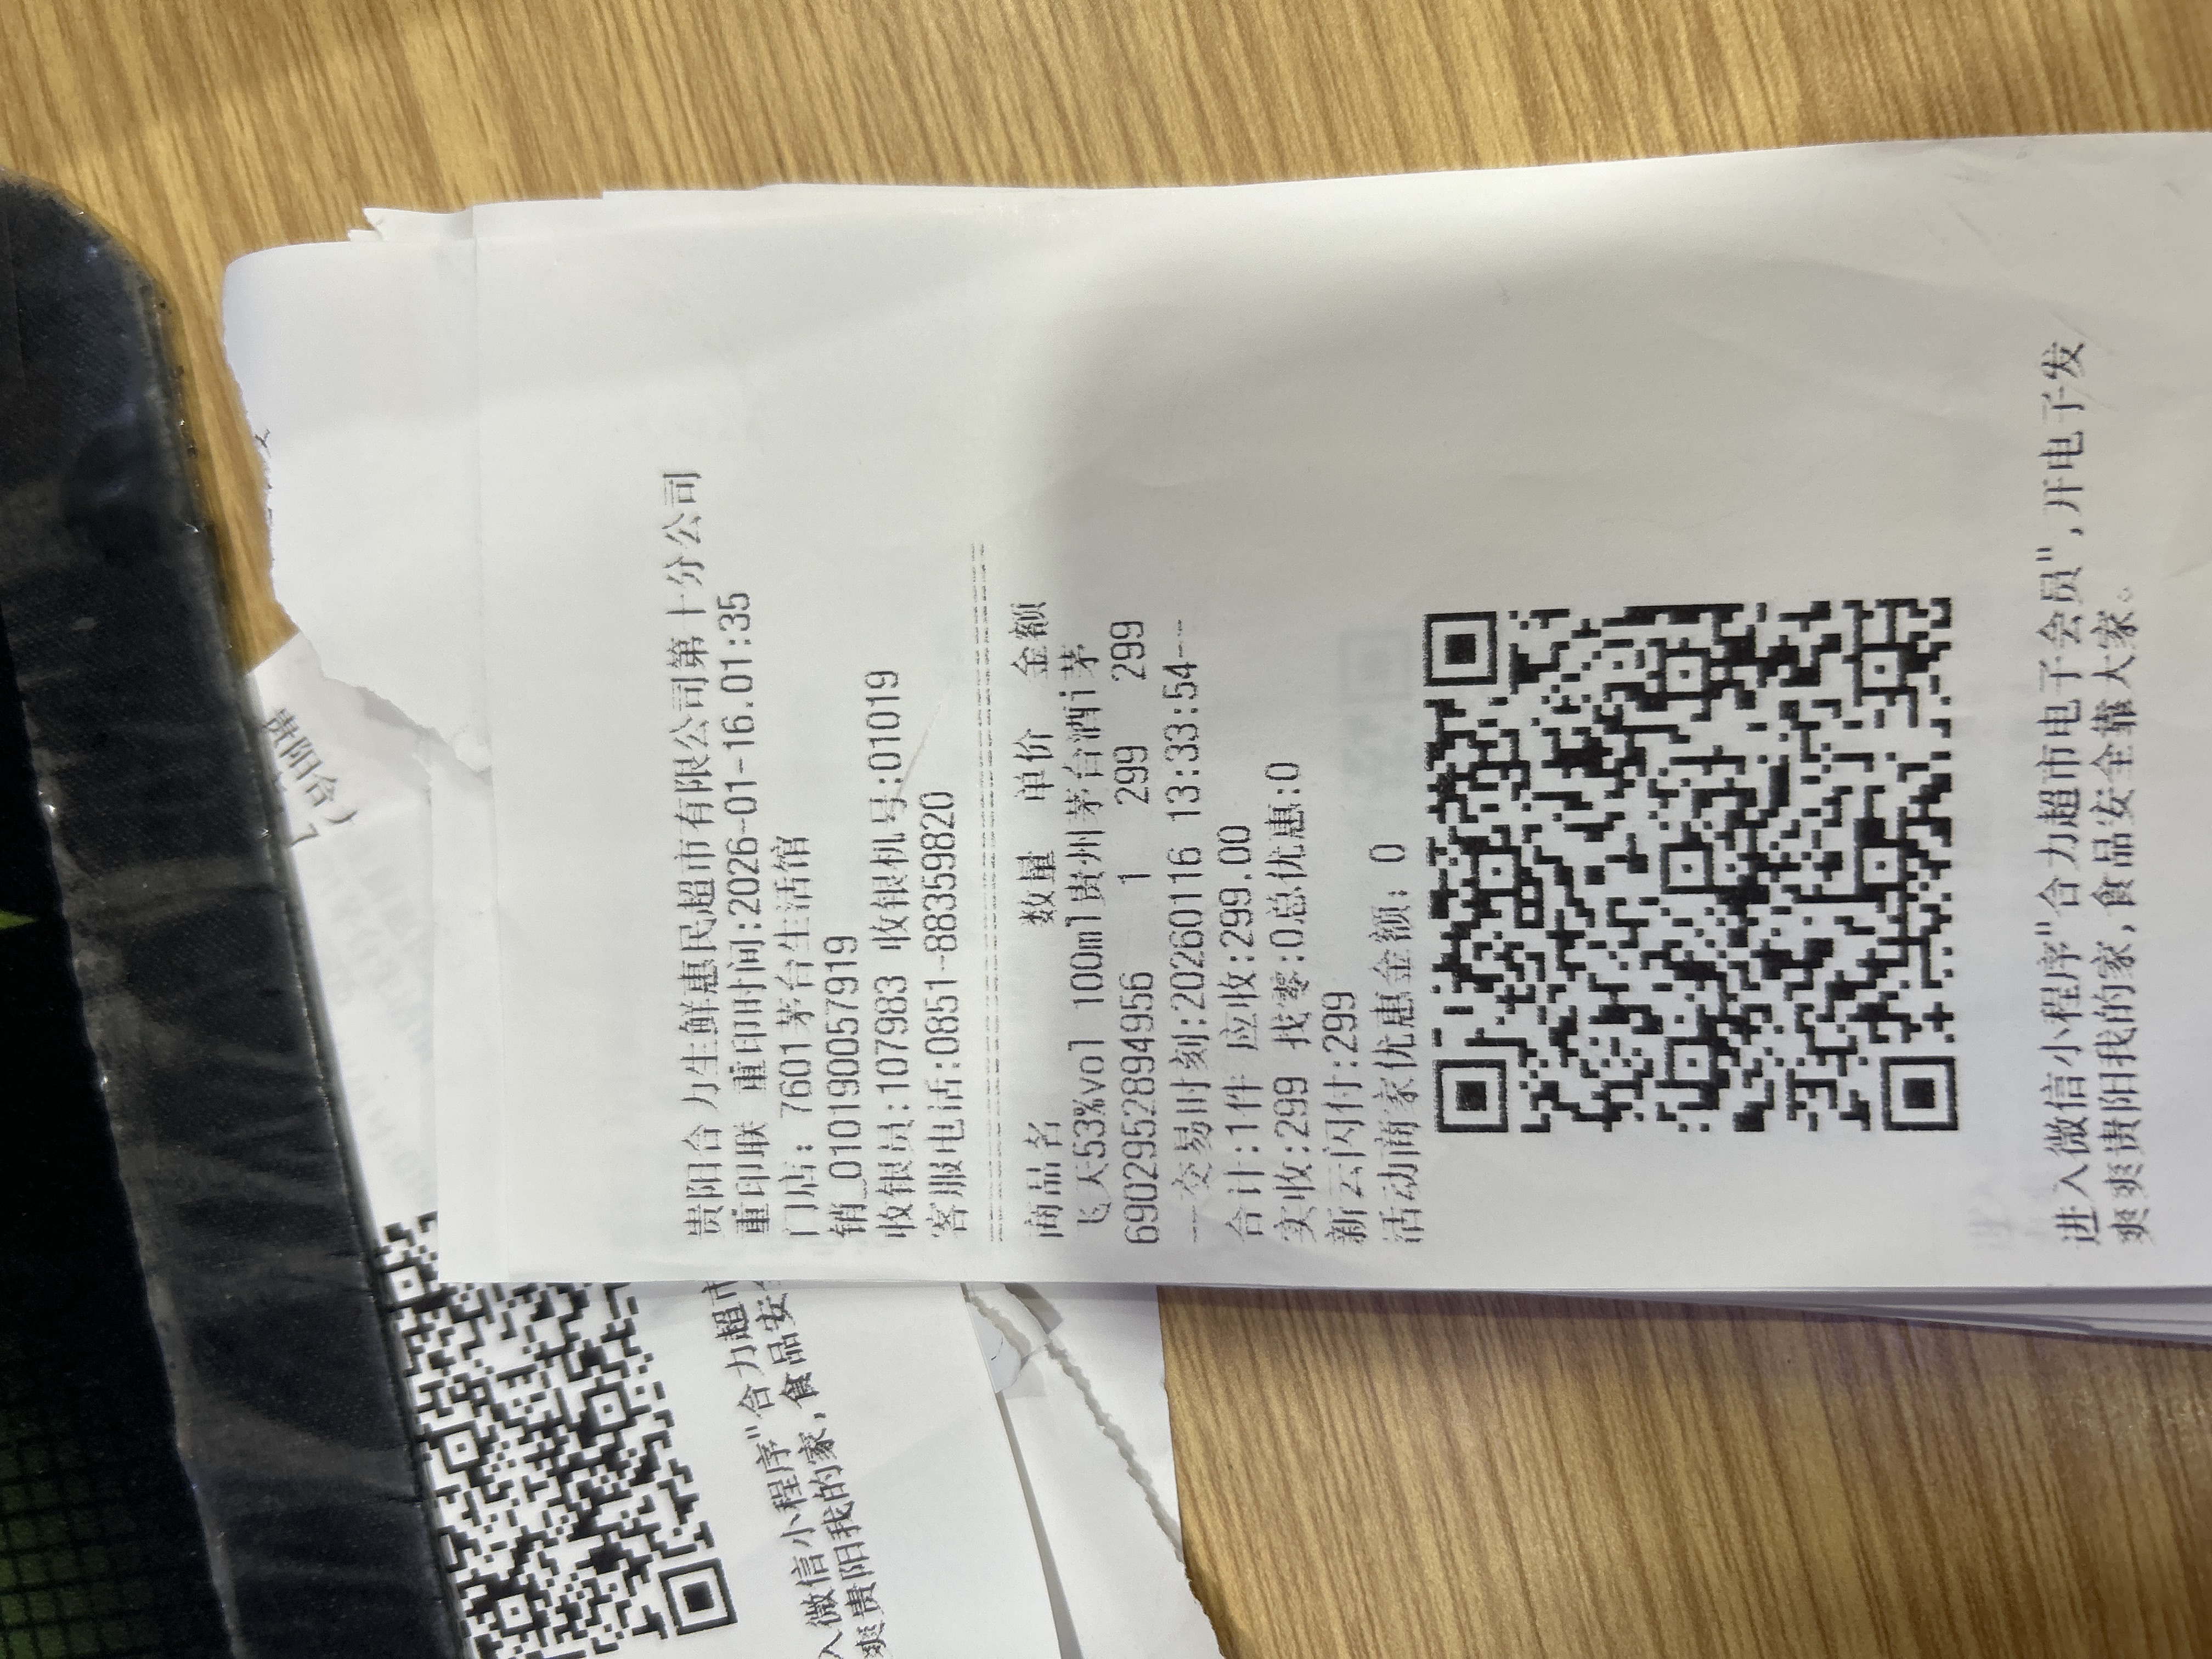 贵阳合力生鲜惠民超市有限公司第十分公司
重印联 重印时间:2026-01-16.01:35
门店: 7601茅台生活馆
销_010190057919
收银员:107983 收银机号:01019
客服电话:0851-88359820
商品名 数量 单价 金额
飞天53%vol 100ml贵州茅台酒i茅
6902952894956 1 299 299
---交易时刻:20260116 13:33:54--
合计:1件 应收:299.00
实收:299 找零:0总优惠:0
新云闪付:299
活动商家优惠金额: 0
进入微信小程序"合力超市电子会员",开电子发
爽爽贵阳我的家,食品安全靠大家。
贵阳合
入微信小程序"合力超市
爽贵阳我的家,食品安